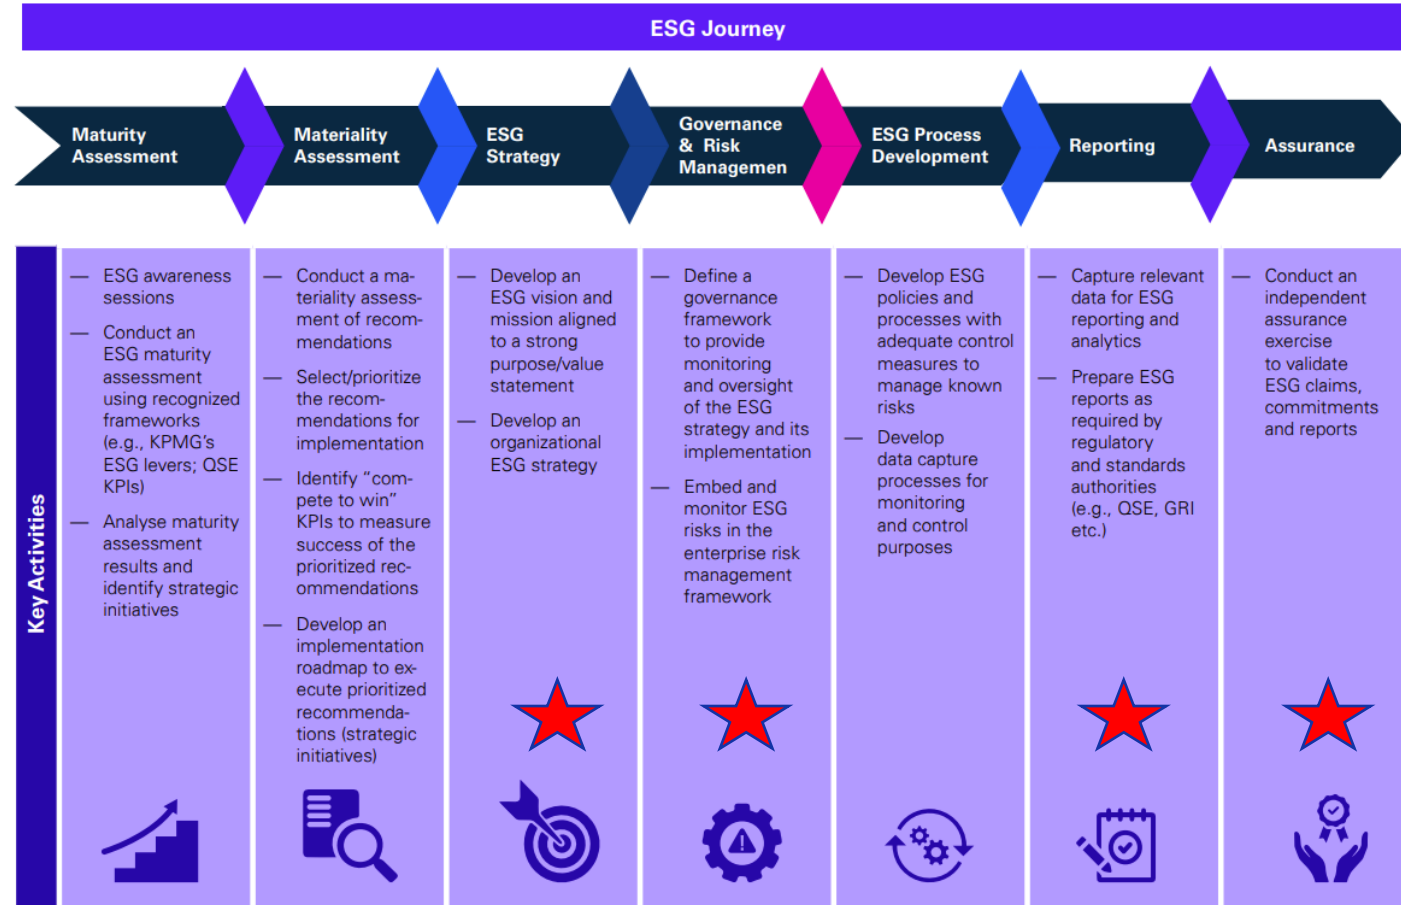 ESG Journey
Maturity
Assessment
Materiality
Assessment
ESG
Strategy
Governance
& Risk
Managemen
ESG Process
Development
Reporting
Assurance
Key Activities
— ESG awareness
sessions
— Conduct an
ESG maturity
assessment
using recognized
frameworks
(e.g., KPMG's
ESG levers; QSE
KPIs)
— Analyse maturity
assessment
results and
identify strategic
initiatives
— Conduct a ma-
teriality assess-
ment of recom-
mendations
— Select/prioritize
the recom-
mendations for
implementation
— Identify “com-
pete to win”
KPIs to measure
success of the
prioritized rec-
ommendations
— Develop an
implementation
roadmap to ex-
ecute prioritized
recommenda-
tions (strategic
initiatives)
— Develop an
ESG vision and
mission aligned
to a strong
purpose/value
statement
— Develop an
organizational
ESG strategy
— Define a
governance
framework
to provide
monitoring
and oversight
of the ESG
strategy and its
implementation
— Embed and
monitor ESG
risks in the
enterprise risk
management
framework
— Develop ESG
policies and
processes with
adequate control
measures to
manage known
risks
— Develop
data capture
processes for
monitoring
and control
purposes
— Capture relevant
data for ESG
reporting and
analytics
— Prepare ESG
reports as
required by
regulatory
and standards
authorities
(e.g., QSE, GRI
etc.)
— Conduct an
independent
assurance
exercise
to validate
ESG claims,
commitments
and reports